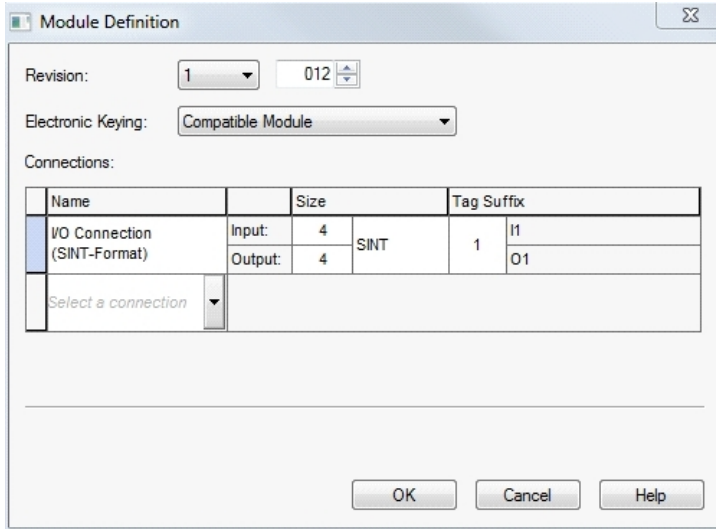 Module Definition
Revision: 1 012
Electronic Keying: Compatible Module
Connections:
Name Size Tag Suffix
I/O Connection (SINT-Format) Input: 4 SINT 1 I1
Output: 4 O1
Select a connection
OK Cancel Help